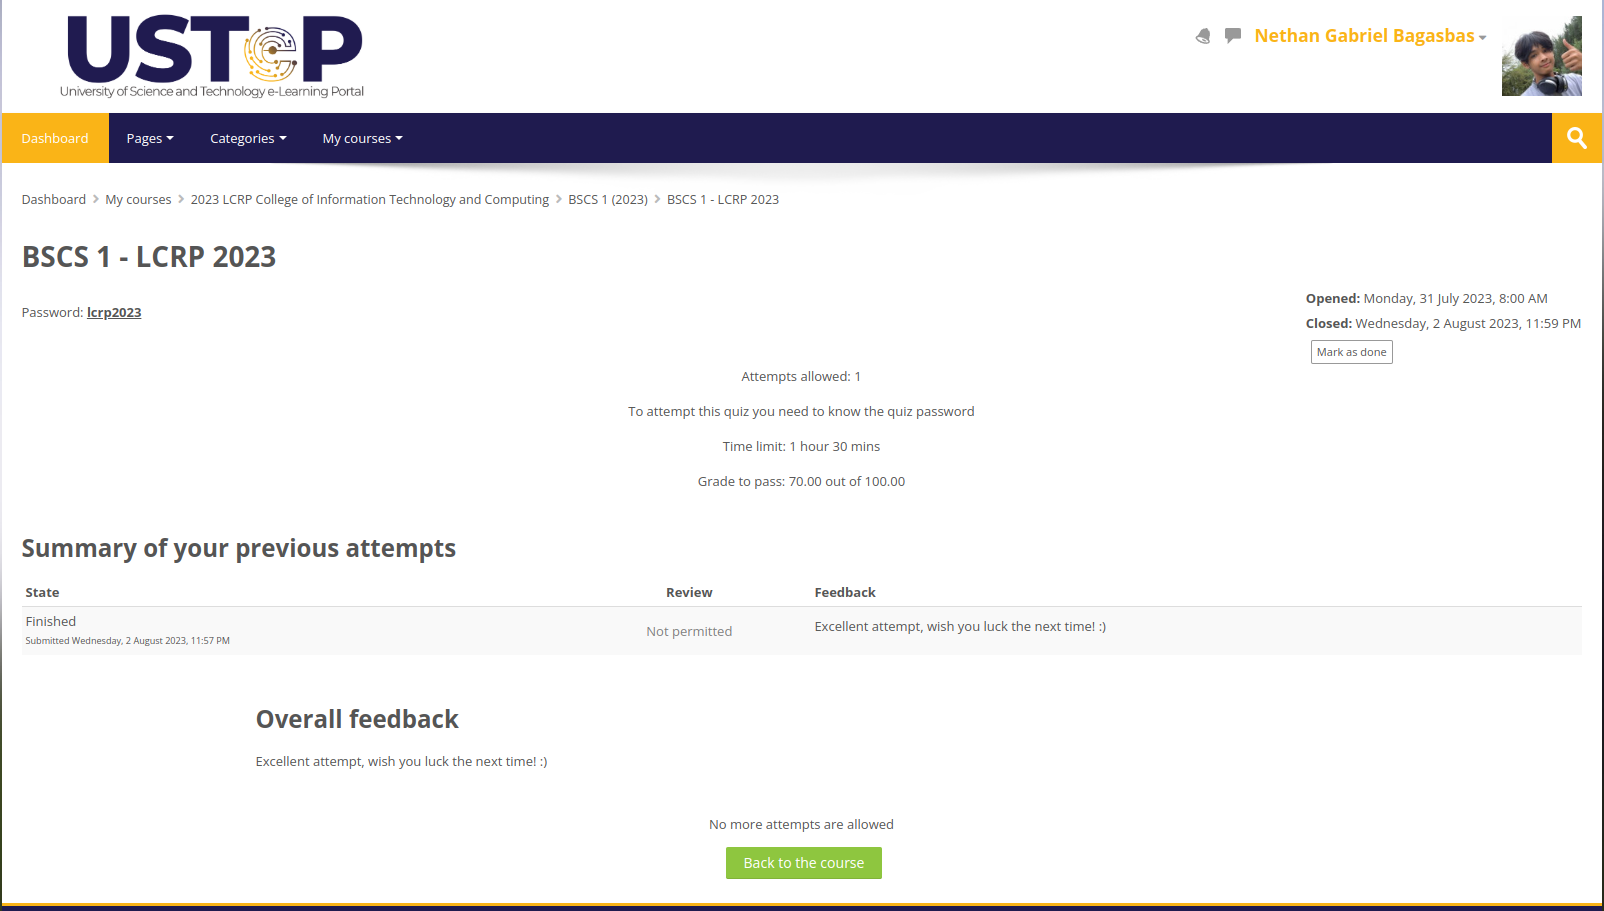 USTeP
University of Science and Technology e-Learning Portal
Nethan Gabriel Bagasbas
Dashboard Pages Categories My courses
Dashboard My courses 2023 LCRP College of Information Technology and Computing BSCS 1 (2023) BSCS 1 - LCRP 2023
BSCS 1 - LCRP 2023
Opened: Monday, 31 July 2023, 8:00 AM
Password: lcrp2023
Closed: Wednesday, 2 August 2023, 11:59 PM
Mark as done
Attempts allowed: 1
To attempt this quiz you need to know the quiz password
Time limit: 1 hour 30 mins
Grade to pass: 70.00 out of 100.00
Summary of your previous attempts
State Review Feedback
Finished Not permitted Excellent attempt, wish you luck the next time! :)
Submitted Wednesday, 2 August 2023, 11:57 PM
Overall feedback
Excellent attempt, wish you luck the next time! :)
No more attempts are allowed
Back to the course